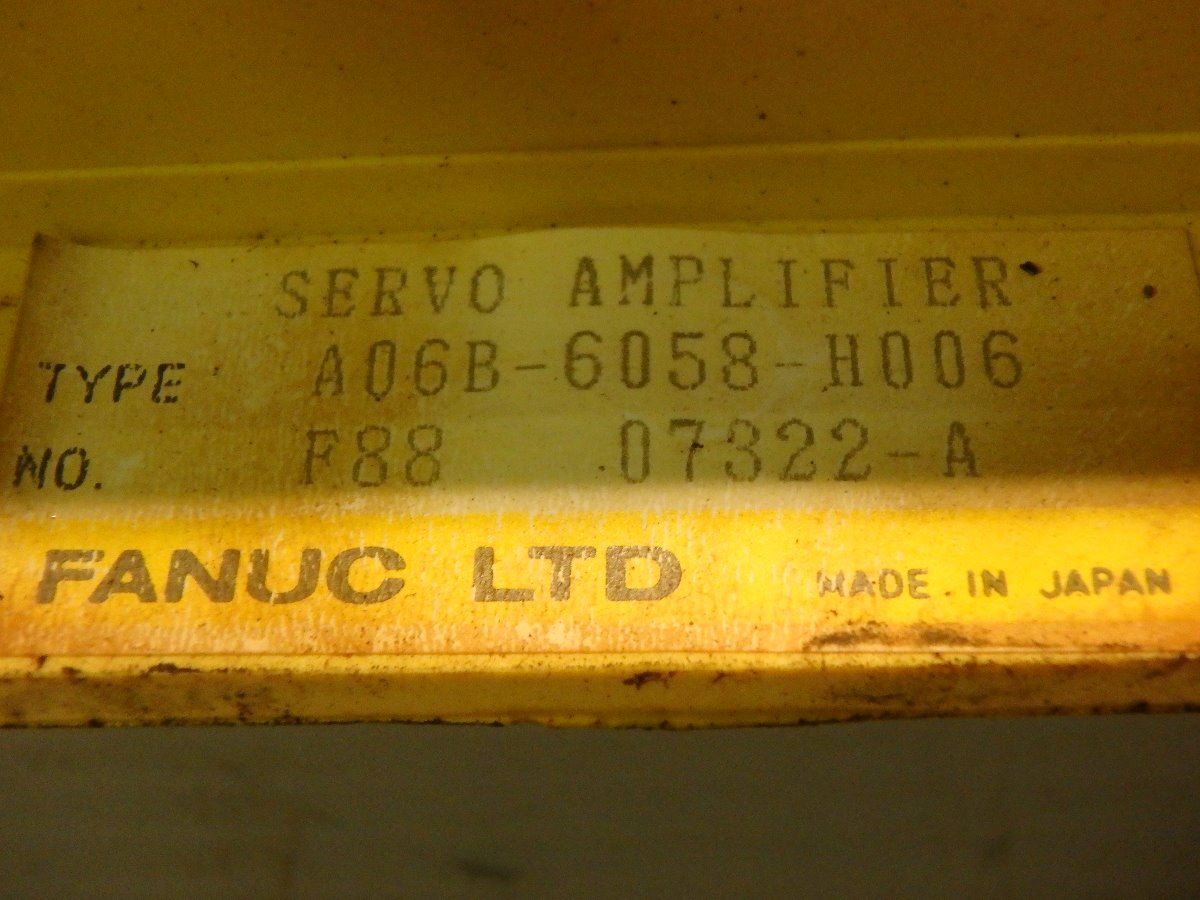 SERVO AMPLIFIER
TYPE A06B-6058-H006
NO. F88 07322-A
FANUC LTD MADE IN JAPAN